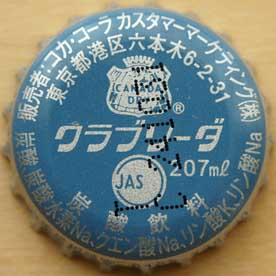 販売者:コカ・コーラ カスタマーマーケティング(株)
東京都港区六本木6-2-31
CANADA
DRY
®
クラブソーダ
JAS
207mℓ
炭酸飲料
炭酸、炭酸水素Na、クエン酸Na、リン酸K、リン酸Na